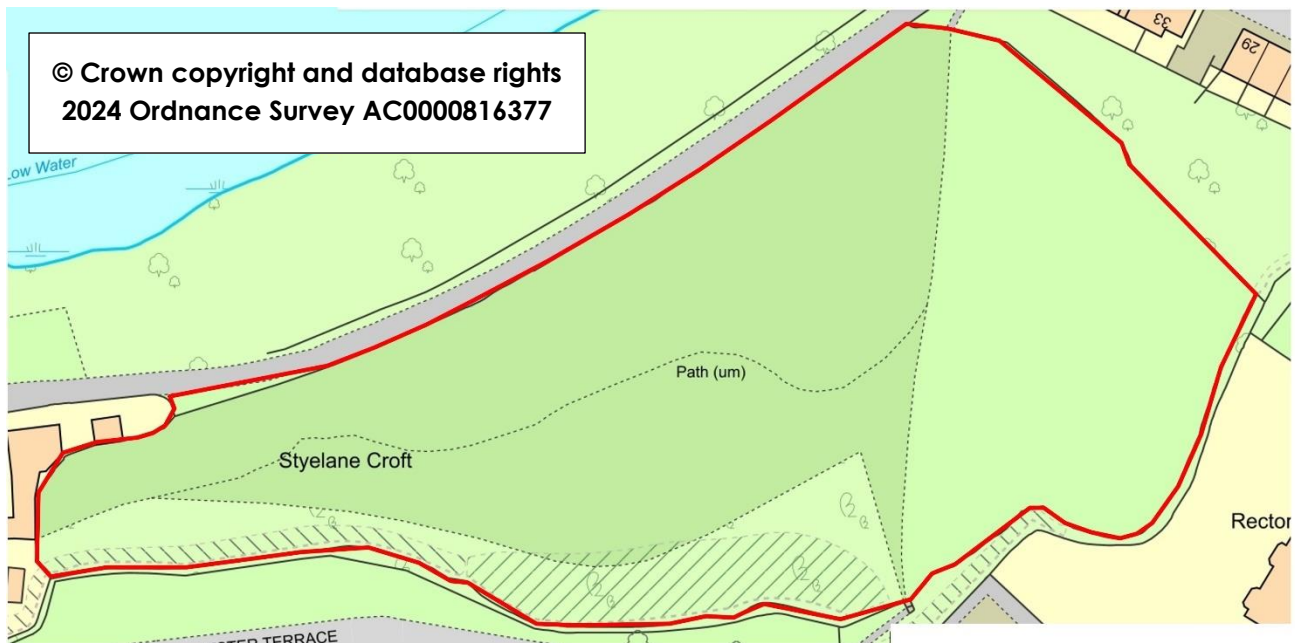 © Crown copyright and database rights
2024 Ordnance Survey AC0000816377
33
29
Low Water
Path (um)
Styelane Croft
Rector
STER TERRACE